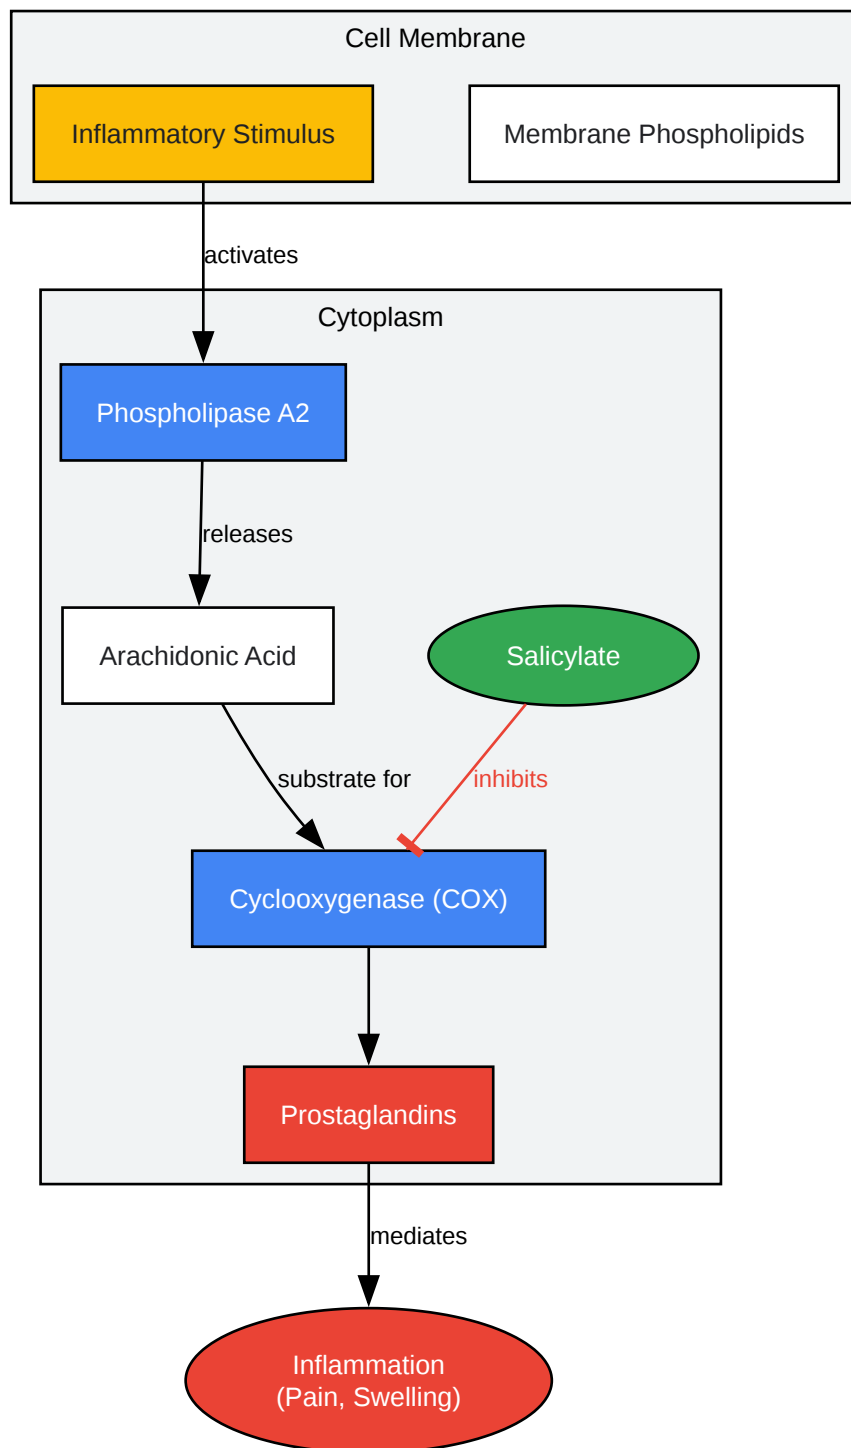 Cell Membrane
Inflammatory Stimulus
Membrane Phospholipids
activates
Cytoplasm
Phospholipase A2
releases
Arachidonic Acid
Salicylate
substrate for
inhibits
Cyclooxygenase (COX)
Prostaglandins
mediates
Inflammation
(Pain, Swelling)